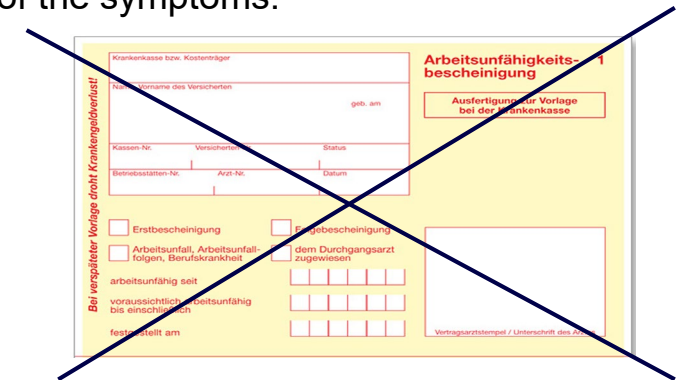 of the symptoms.
Krankenkasse bzw. Kostenträger
Name, Vorname des Versicherten
geb. am
Kassen-Nr. Versicherten-Nr. Status
Betriebsstätten-Nr. Arzt-Nr. Datum
Arbeitsunfähigkeits- 1
bescheinigung
Ausfertigung zur Vorlage
bei der Krankenkasse
Bei verspäteter Vorlage droht Krankengeldverlust!
Erstbescheinigung Folgebescheinigung
Arbeitsunfall, Arbeitsunfall-
folgen, Berufskrankheit
dem Durchgangsarzt
zugewiesen
arbeitsunfähig seit
voraussichtlich arbeitsunfähig
bis einschließlich
festgestellt am
Vertragsarztstempel / Unterschrift des Arztes